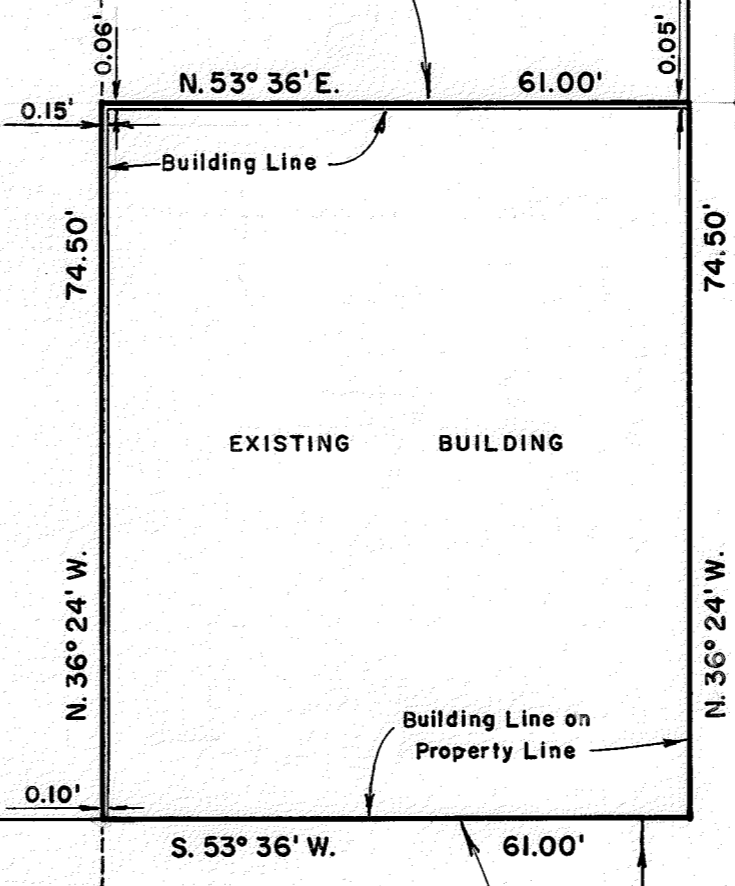 0.06'
0.05'
N. 53° 36' E.
61.00'
0.15'
Building Line
74.50'
74.50'
EXISTING BUILDING
N. 36° 24' W.
N. 36° 24' W.
Building Line on
Property Line
0.10'
S. 53° 36' W.
61.00'